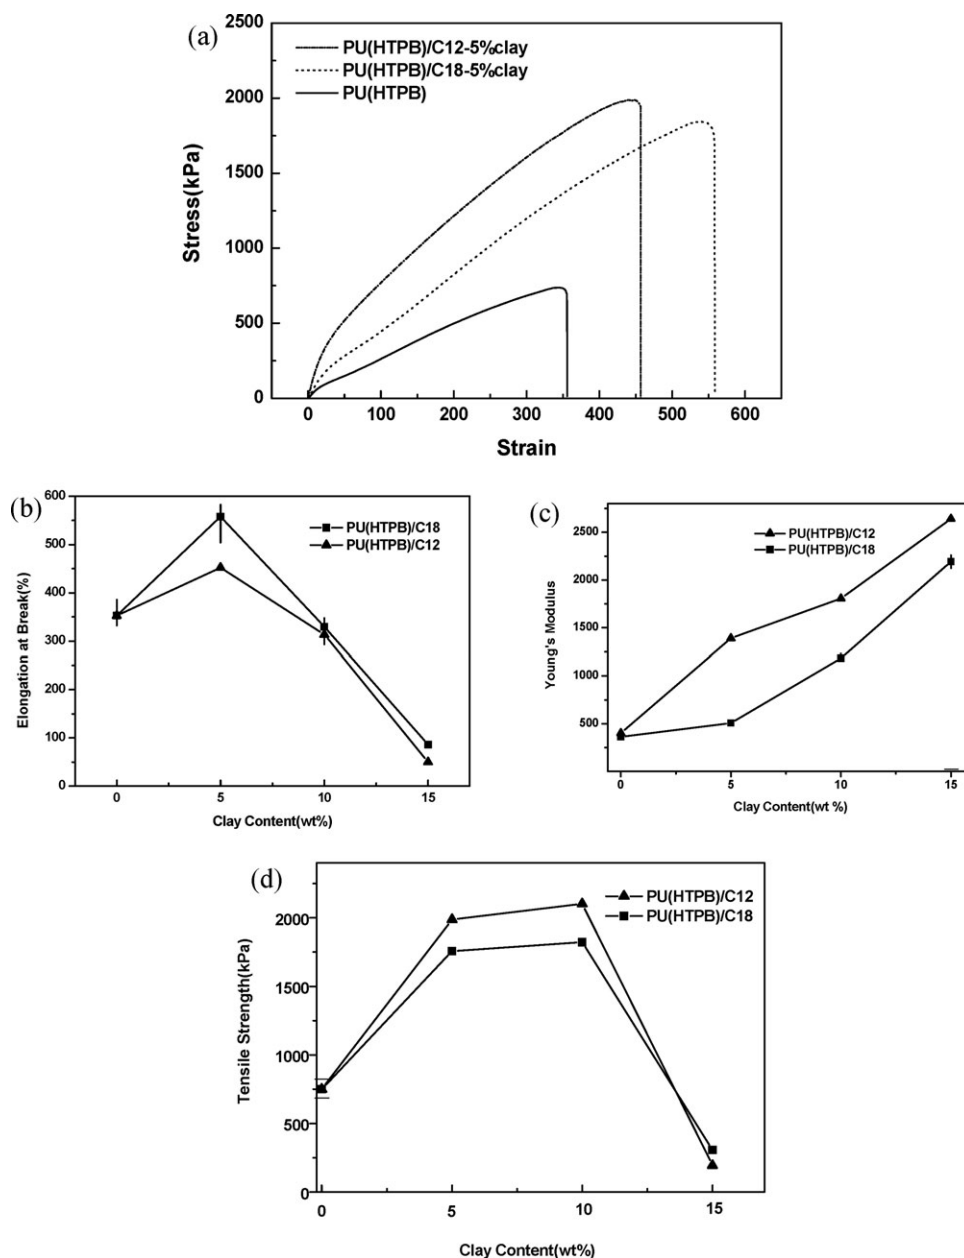 (a)
2500
2000
1500
1000
500
0
Stress(kPa)
PU(HTPB)/C12-5%clay
PU(HTPB)/C18-5%clay
PU(HTPB)
0 100 200 300 400 500 600
Strain
(b)
600
500
400
300
200
100
0
Elongation at Break(%)
PU(HTPB)/C18
PU(HTPB)/C12
0 5 10 15
Clay Content(wt%)
(c)
2500
2000
1500
1000
500
Young's Modulus
PU(HTPB)/C12
PU(HTPB)/C18
0 5 10 15
Clay Content(wt %)
(d)
2000
1500
1000
500
0
Tensile Strength(kPa)
PU(HTPB)/C12
PU(HTPB)/C18
0 5 10 15
Clay Content(wt%)